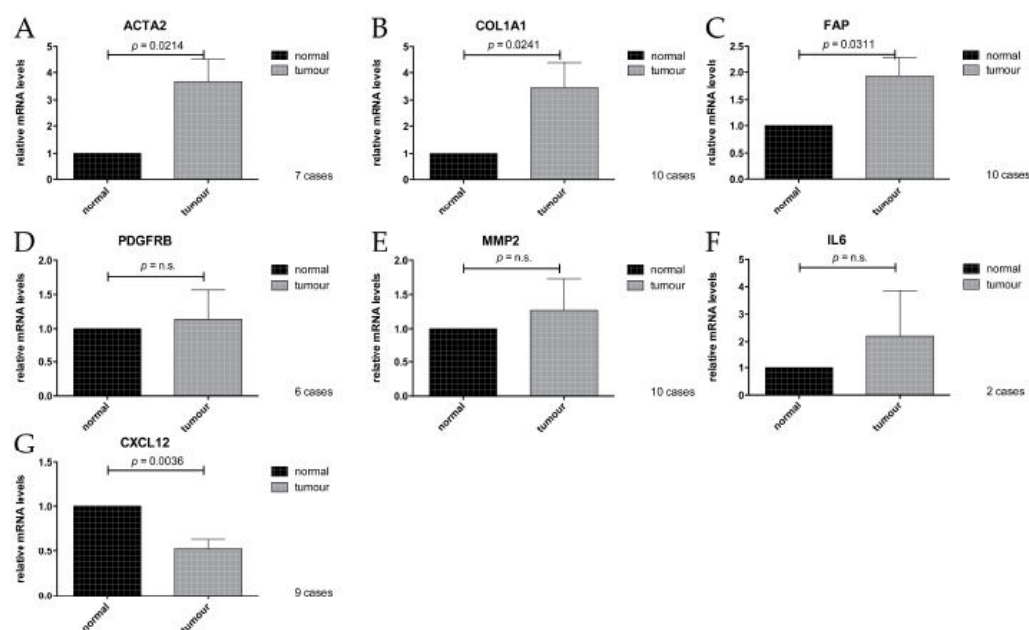 A
ACTA2
p = 0.0214
normal
tumour
relative mRNA levels
5
4
3
2
1
0
normal
tumour
7 cases
B
COL1A1
p = 0.0241
normal
tumour
relative mRNA levels
5
4
3
2
1
0
normal
tumour
10 cases
C
FAP
p = 0.0311
normal
tumour
relative mRNA levels
2.5
2.0
1.5
1.0
0.5
0.0
normal
tumour
10 cases
D
PDGFRB
p = n.s.
normal
tumour
relative mRNA levels
2.0
1.5
1.0
0.5
0.0
normal
tumour
6 cases
E
MMP2
p = n.s.
normal
tumour
relative mRNA levels
2.0
1.5
1.0
0.5
0.0
normal
tumour
10 cases
F
IL6
p = n.s.
normal
tumour
relative mRNA levels
5
4
3
2
1
0
normal
tumour
2 cases
G
CXCL12
p = 0.0036
normal
tumour
relative mRNA levels
1.5
1.0
0.5
0.0
normal
tumour
9 cases